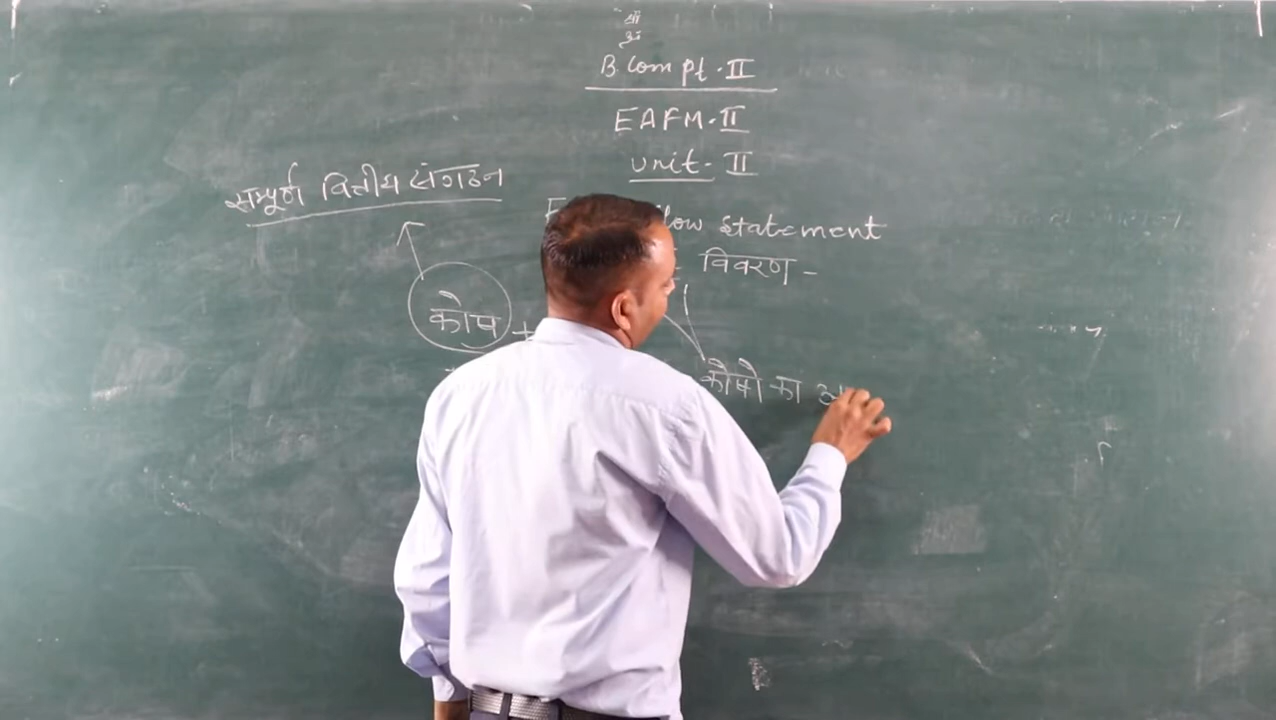 श्री
B.Com pt.II
EAFM.II
Unit-II
सम्पूर्ण वित्तीय संगठन
Flow Statement
विवरण -
कोष +
कोषों का